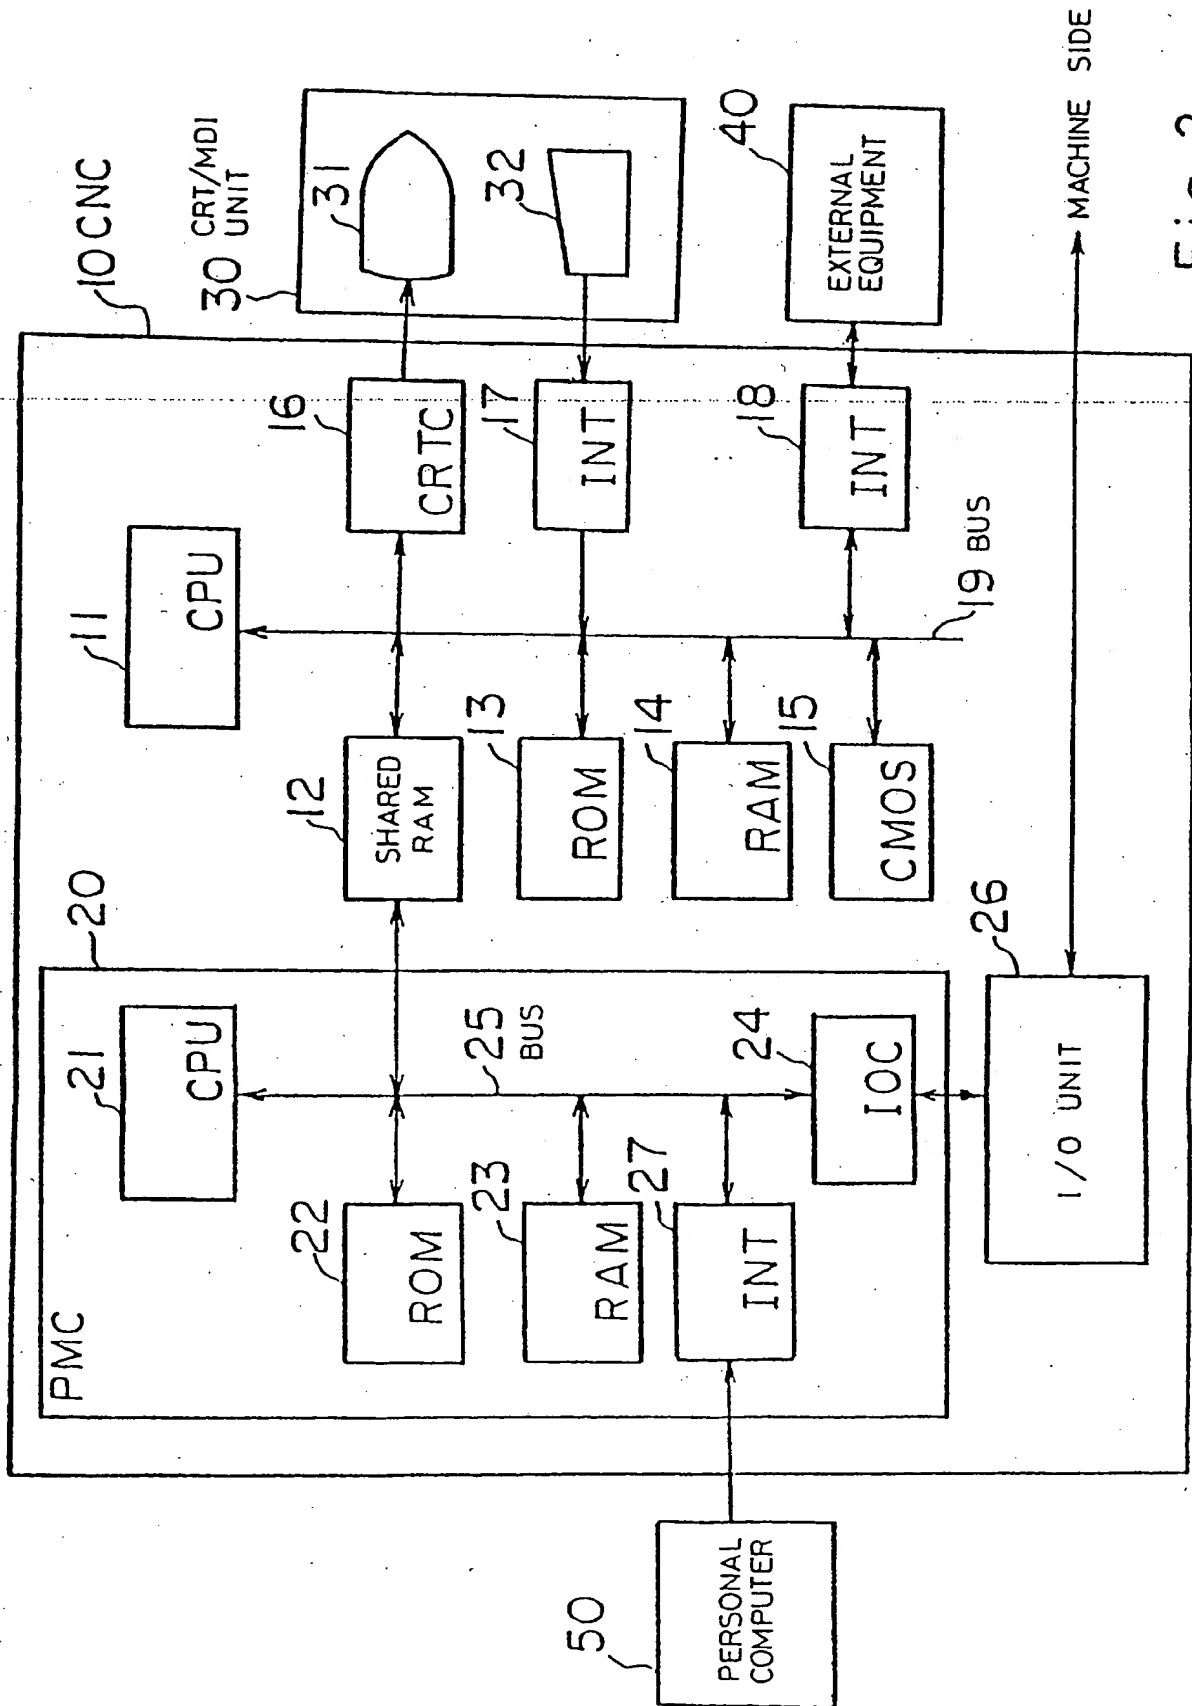 10 CNC
PMC
20
21
CPU
11
CPU
30 CRT/MDI
UNIT
31
16
CRTC
12
SHARED
RAM
22
ROM
25
BUS
13
ROM
17
INT
32
23
RAM
14
RAM
27
INT
24
IOC
15
CMOS
18
INT
40
EXTERNAL
EQUIPMENT
19 BUS
50
PERSONAL
COMPUTER
26
I/O UNIT
MACHINE SIDE